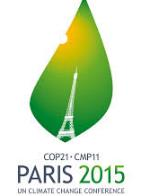 COP21·CMP11
PARIS 2015
UN CLIMATE CHANGE CONFERENCE